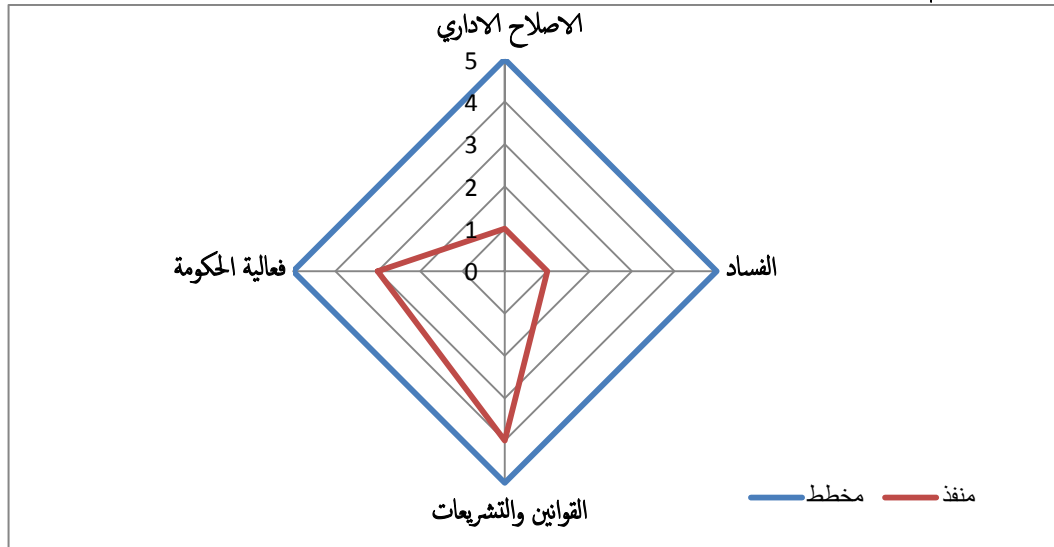 الاصلاح الاداري
5
4
3
2
1
0
فعالية الحكومة
الفساد
القوانين والتشريعات
مخطط
منفذ